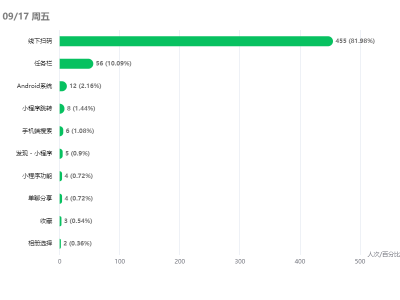 09/17 周五
线下扫码 455 (81.98%)
任务栏 56 (10.09%)
Android系统 12 (2.16%)
小程序跳转 8 (1.44%)
手机端搜索 6 (1.08%)
发现 - 小程序 5 (0.9%)
小程序功能 4 (0.72%)
单聊分享 4 (0.72%)
收藏 3 (0.54%)
相册选择 2 (0.36%)
人次/百分比
0 100 200 300 400 500